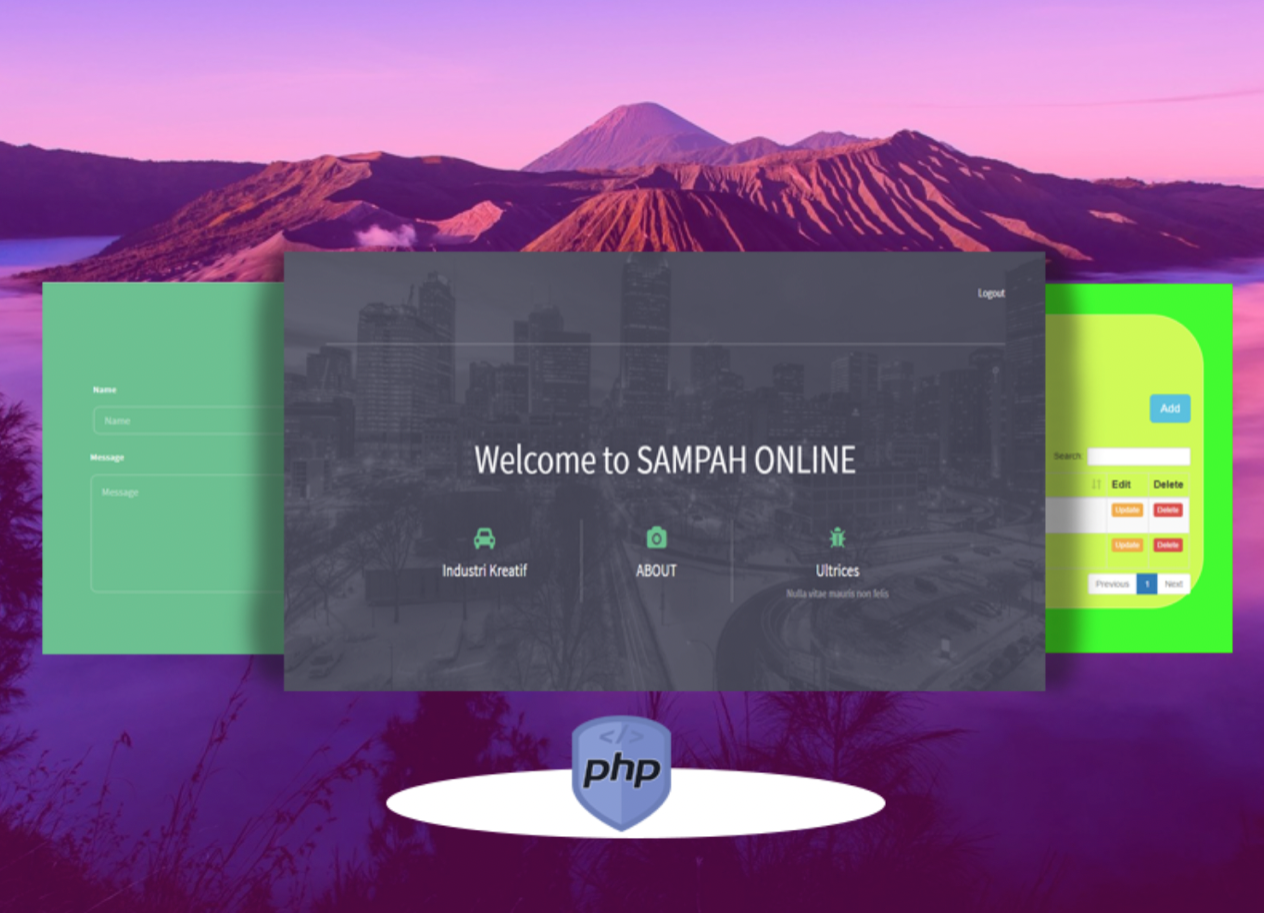 Logout
Name
Name
Message
Message
Welcome to SAMPAH ONLINE
Industri Kreatif
ABOUT
Ultrices
Nulla vitae mauris non felis
Add
Search
Edit Delete
Update Delete
Update Delete
Previous 1 Next
</>
php